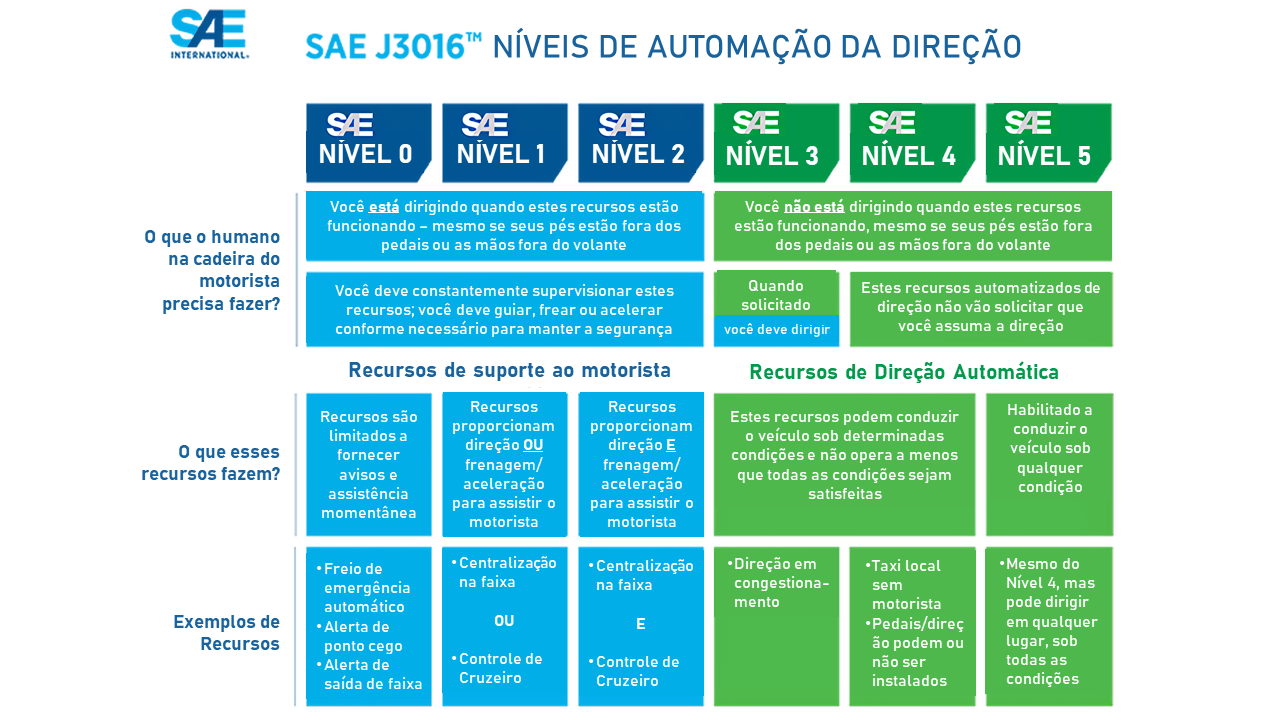 SAE
INTERNATIONAL®
SAE J3016™ NÍVEIS DE AUTOMAÇÃO DA DIREÇÃO
SAE
NÍVEL 0
SAE
NÍVEL 1
SAE
NÍVEL 2
SAE
NÍVEL 3
SAE
NÍVEL 4
SAE
NÍVEL 5
O que o humano
na cadeira do
motorista
precisa fazer?
Você está dirigindo quando estes recursos estão
funcionando – mesmo se seus pés estão fora dos
pedais ou as mãos fora do volante
Você não está dirigindo quando estes recursos
estão funcionando, mesmo se seus pés estão fora
dos pedais ou as mãos fora do volante
Você deve constantemente supervisionar estes
recursos; você deve guiar, frear ou acelerar
conforme necessário para manter a segurança
Quando
solicitado
você deve dirigir
Estes recursos automatizados de
direção não vão solicitar que
você assuma a direção
Recursos de suporte ao motorista
Recursos de Direção Automática
O que esses
recursos fazem?
Recursos são
limitados a
fornecer
avisos e
assistência
momentânea
Recursos
proporcionam
direção OU
frenagem/
aceleração
para assistir o
motorista
Recursos
proporcionam
direção E
frenagem/
aceleração
para assistir o
motorista
Estes recursos podem conduzir
o veículo sob determinadas
condições e não opera a menos
que todas as condições sejam
satisfeitas
Habilitado a
conduzir o
veículo sob
qualquer
condição
Exemplos de
Recursos
•Freio de
emergência
automático
•Alerta de
ponto cego
•Alerta de
saída de faixa
•Centralização
na faixa
OU
•Controle de
Cruzeiro
•Centralização
na faixa
E
•Controle de
Cruzeiro
•Direção em
congestiona-
mento
•Taxi local
sem
motorista
•Pedais/direç
ão podem ou
não ser
instalados
•Mesmo do
Nível 4, mas
pode dirigir
em qualquer
lugar, sob
todas as
condições